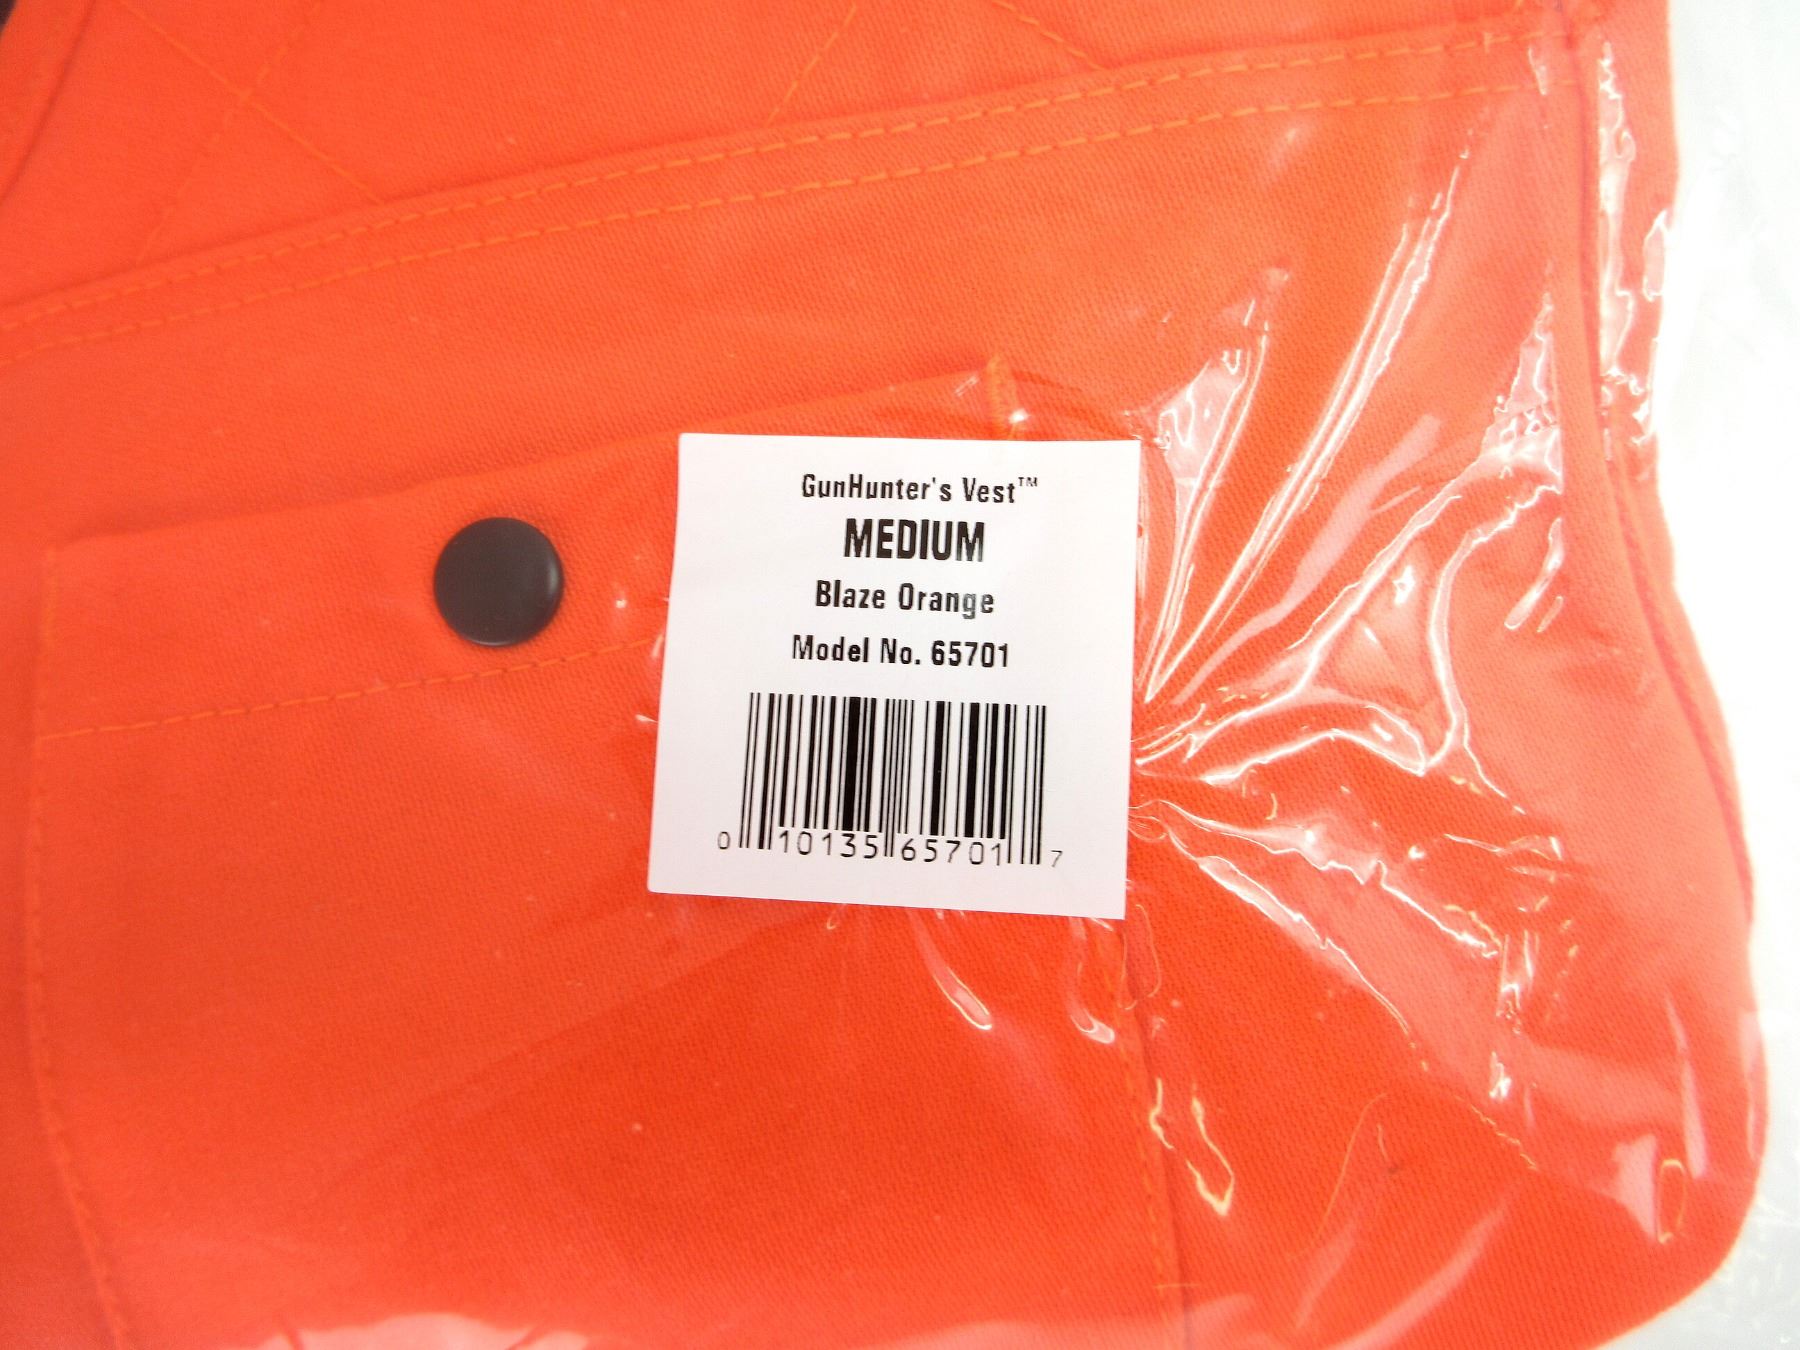 GunHunter's Vest™
MEDIUM
Blaze Orange
Model No. 65701
0 10135 65701 7